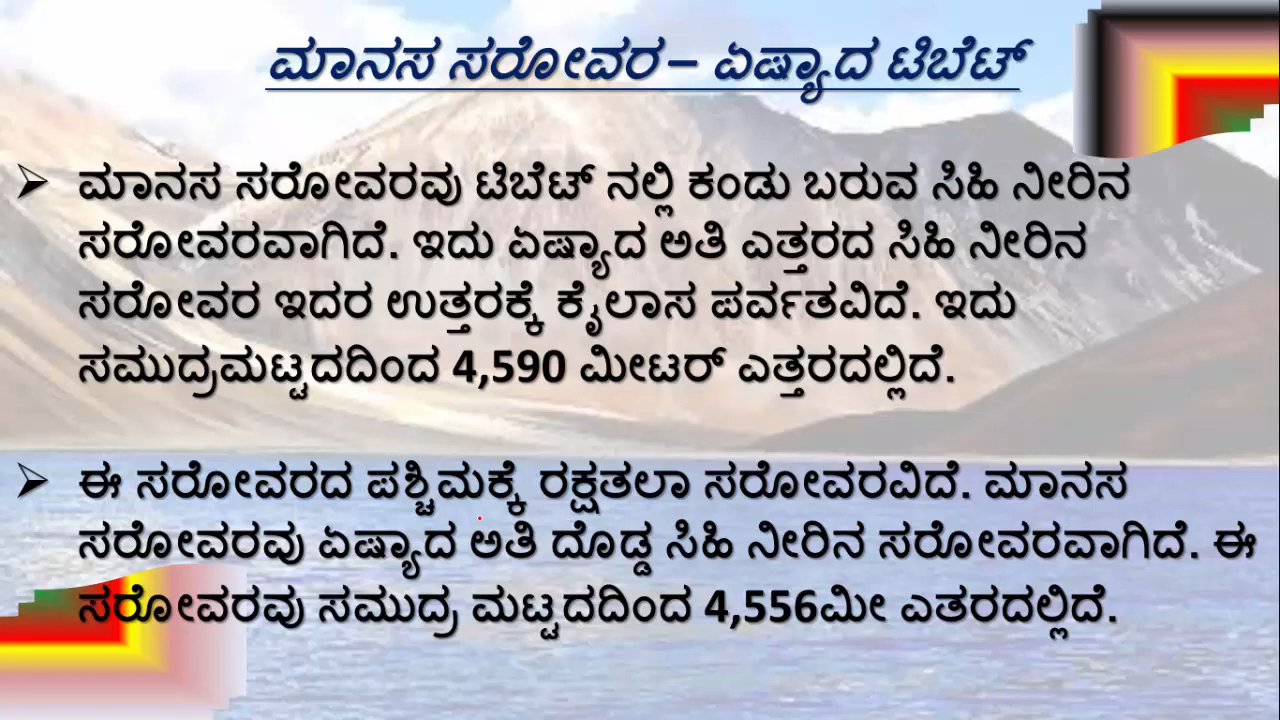 ಮಾನಸ ಸರೋವರ – ಏಷ್ಯಾದ ಟಿಬೆಟ್
➢ ಮಾನಸ ಸರೋವರವು ಟಿಬೆಟ್ ನಲ್ಲಿ ಕಂಡು ಬರುವ ಸಿಹಿ ನೀರಿನ
ಸರೋವರವಾಗಿದೆ. ಇದು ಏಷ್ಯಾದ ಅತಿ ಎತ್ತರದ ಸಿಹಿ ನೀರಿನ
ಸರೋವರ ಇದರ ಉತ್ತರಕ್ಕೆ ಕೈಲಾಸ ಪರ್ವತವಿದೆ. ಇದು
ಸಮುದ್ರಮಟ್ಟದದಿಂದ 4,590 ಮೀಟರ್ ಎತ್ತರದಲ್ಲಿದೆ.
➢ ಈ ಸರೋವರದ ಪಶ್ಚಿಮಕ್ಕೆ ರಕ್ಷತಲಾ ಸರೋವರವಿದೆ. ಮಾನಸ
ಸರೋವರವು ಏಷ್ಯಾದ ಅತಿ ದೊಡ್ಡ ಸಿಹಿ ನೀರಿನ ಸರೋವರವಾಗಿದೆ. ಈ
ಸರೋವರವು ಸಮುದ್ರ ಮಟ್ಟದದಿಂದ 4,556ಮೀ ಎತರದಲ್ಲಿದೆ.